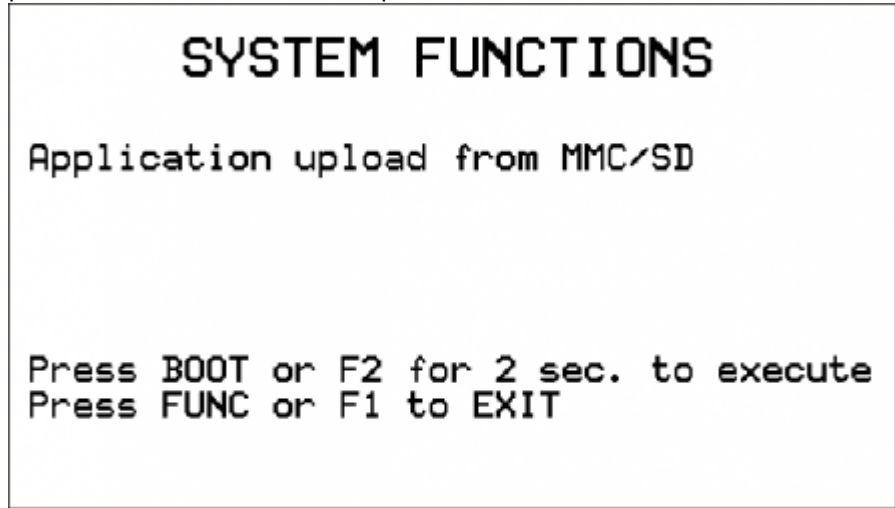 SYSTEM FUNCTIONS
Application upload from MMC/SD
Press BOOT or F2 for 2 sec. to execute
Press FUNC or F1 to EXIT